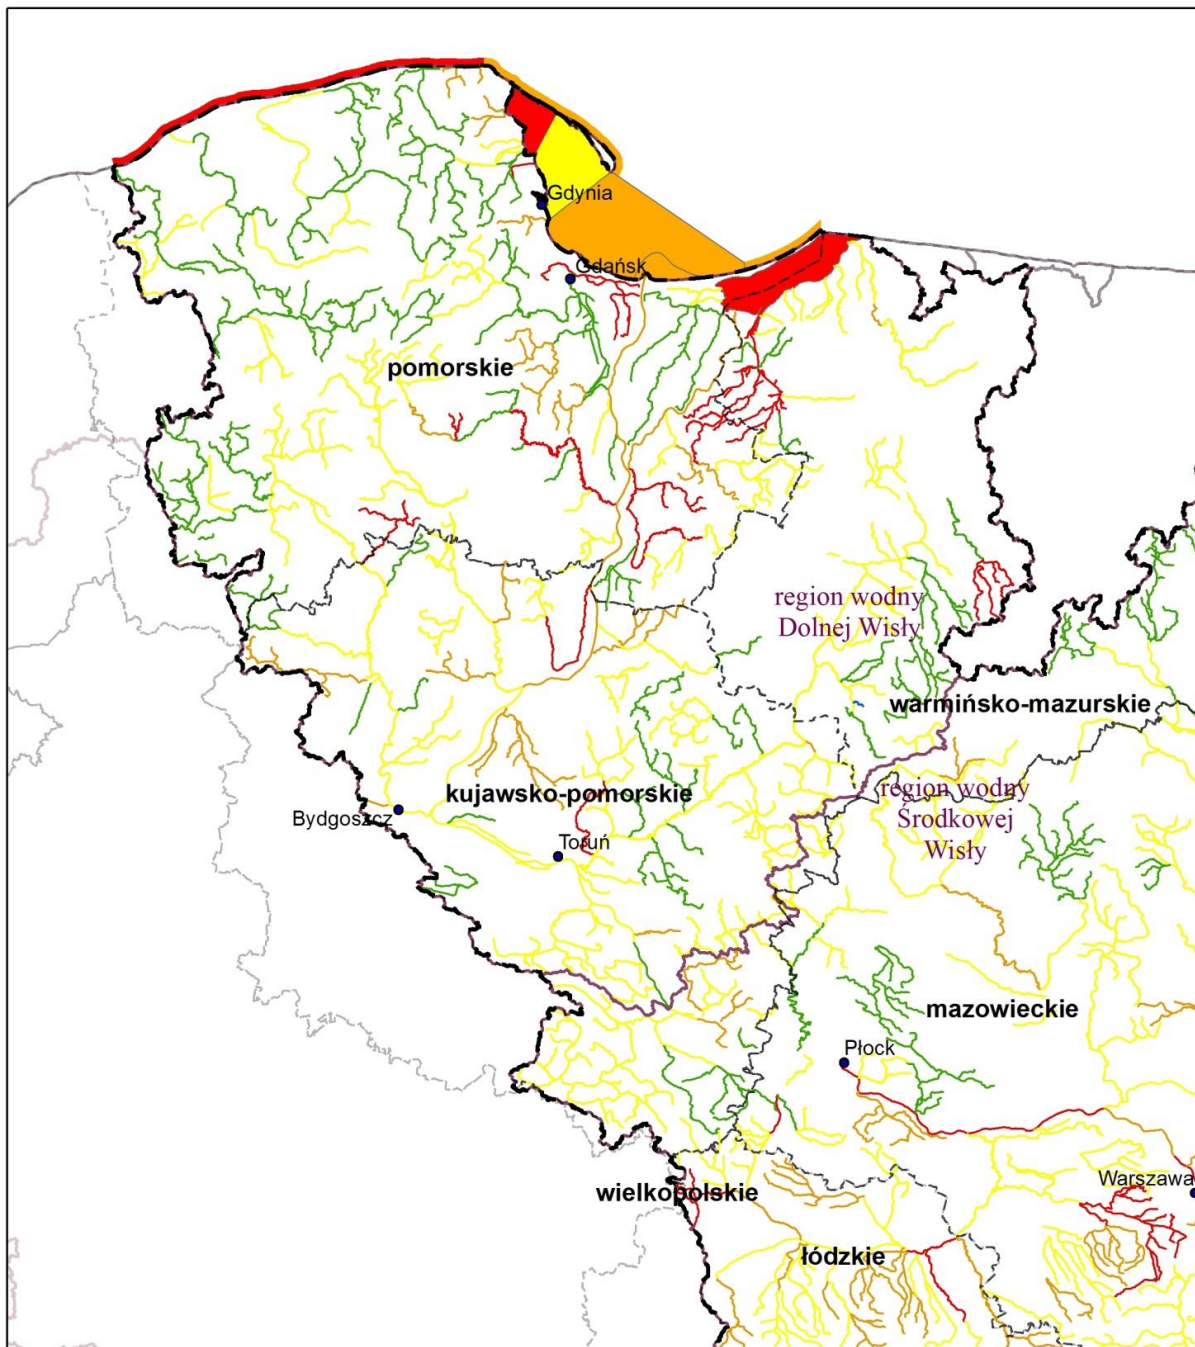 Gdynia
Gdańsk
pomorskie
region wodny
Dolnej Wisły
warmińsko-mazurskie
region wodny
Środkowej
Wisły
kujawsko-pomorskie
Bydgoszcz
Toruń
mazowieckie
Płock
Warszawa
wielkopolskie
łódzkie